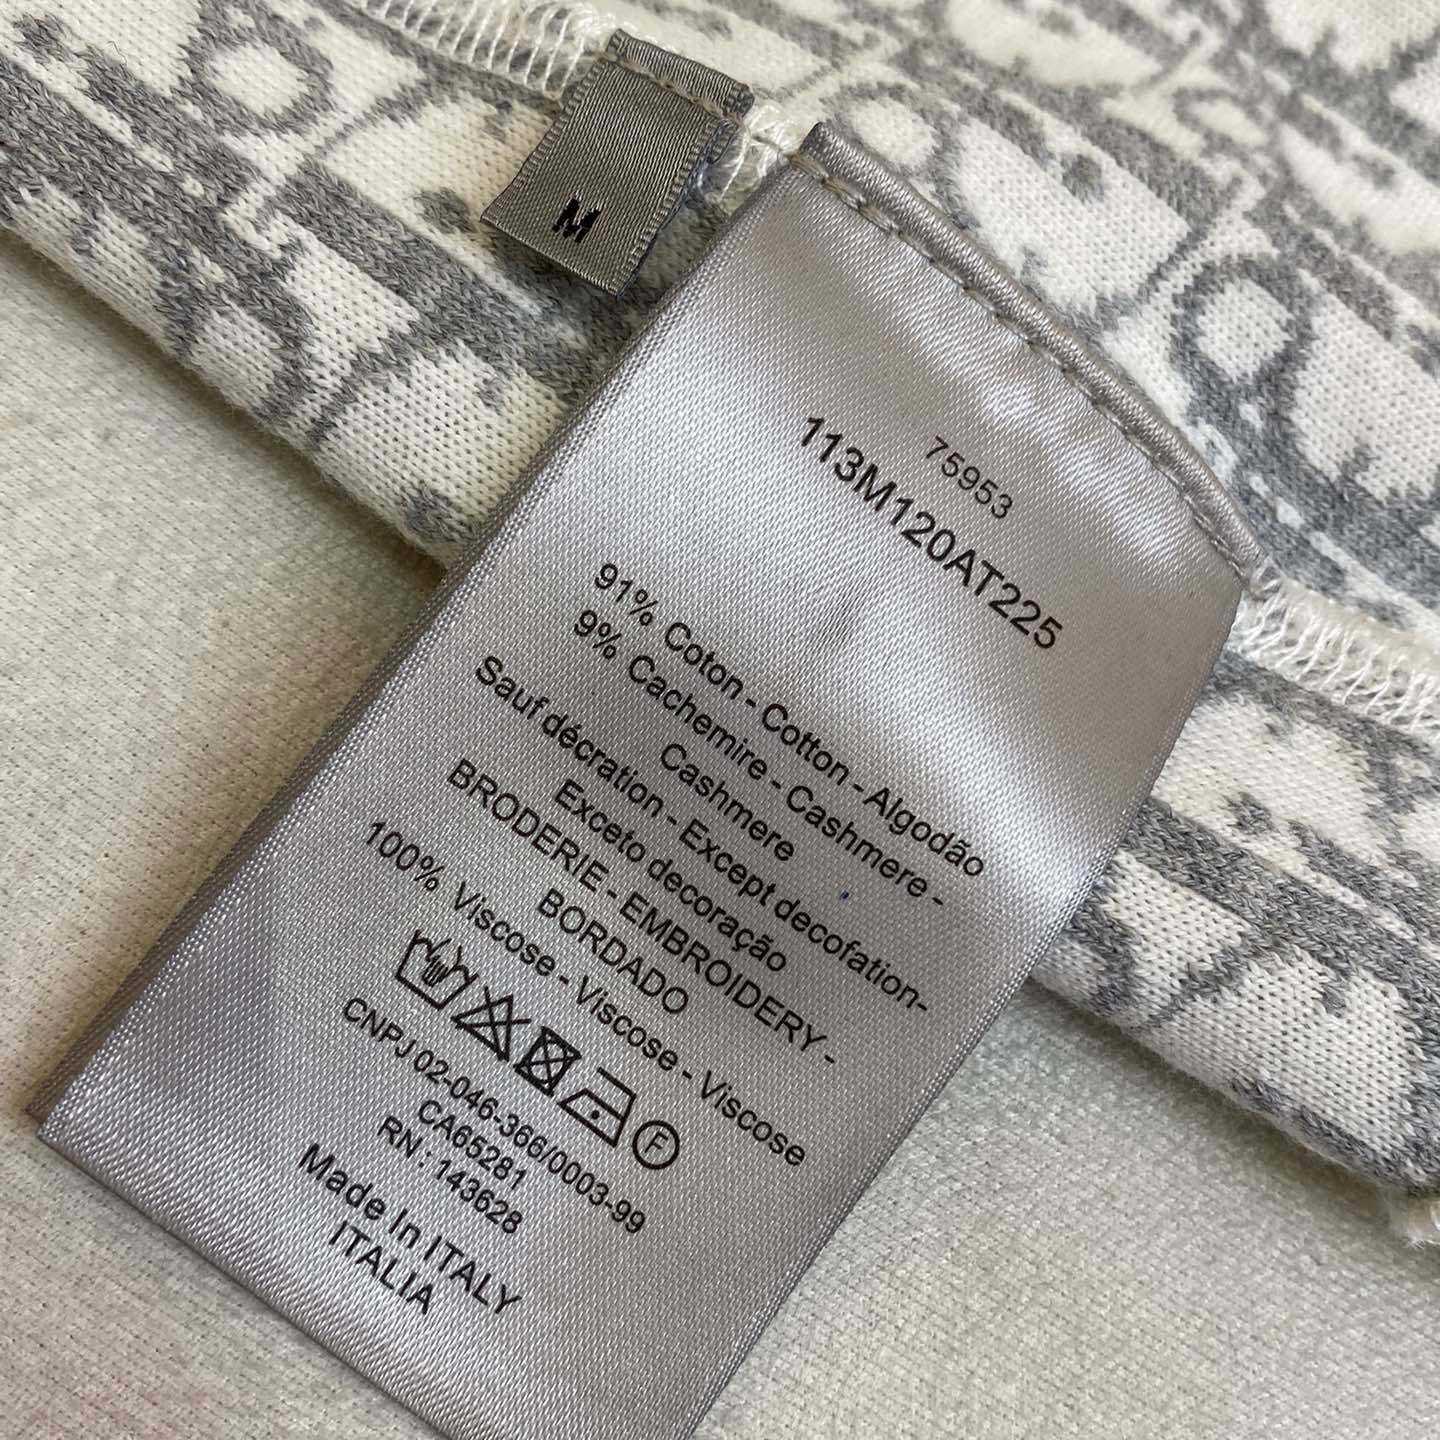 M
75953
113M120AT225
91% Coton - Cotton - Algodão
9% Cachemire - Cashmere -
Cashmere
Sauf décration - Except decofation-
Exceto decoração
BRODERIE - EMBROIDERY -
BORDADO
100% Viscose - Viscose - Viscose
F
CNPJ 02-046-366/0003-99
CA65281
RN : 143628
Made In ITALY
ITALIA